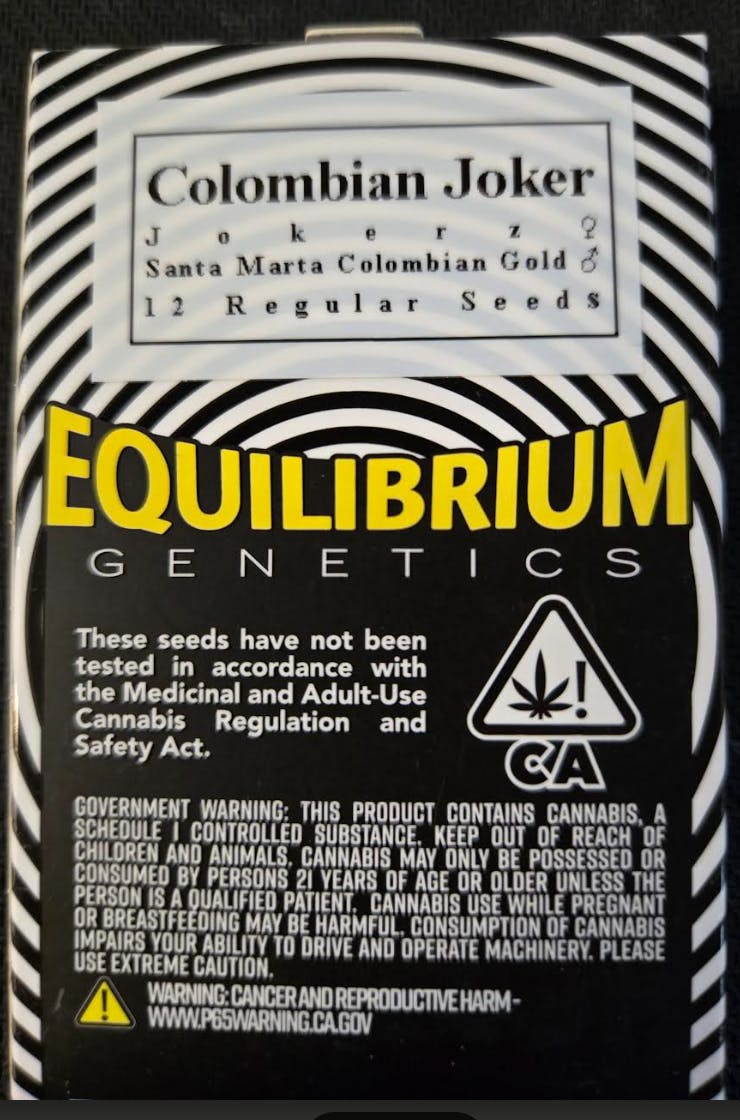 Colombian Joker
Jokerz ♀
Santa Marta Colombian Gold ♂
12 Regular Seeds
EQUILIBRIUM
GENETICS
These seeds have not been
tested in accordance with
the Medicinal and Adult-Use
Cannabis Regulation and
Safety Act.
!
CA
GOVERNMENT WARNING: THIS PRODUCT CONTAINS CANNABIS, A
SCHEDULE I CONTROLLED SUBSTANCE. KEEP OUT OF REACH OF
CHILDREN AND ANIMALS. CANNABIS MAY ONLY BE POSSESSED OR
CONSUMED BY PERSONS 21 YEARS OF AGE OR OLDER UNLESS THE
PERSON IS A QUALIFIED PATIENT. CANNABIS USE WHILE PREGNANT
OR BREASTFEEDING MAY BE HARMFUL. CONSUMPTION OF CANNABIS
IMPAIRS YOUR ABILITY TO DRIVE AND OPERATE MACHINERY. PLEASE
USE EXTREME CAUTION.
! WARNING: CANCER AND REPRODUCTIVE HARM -
WWW.P65WARNING.CA.GOV